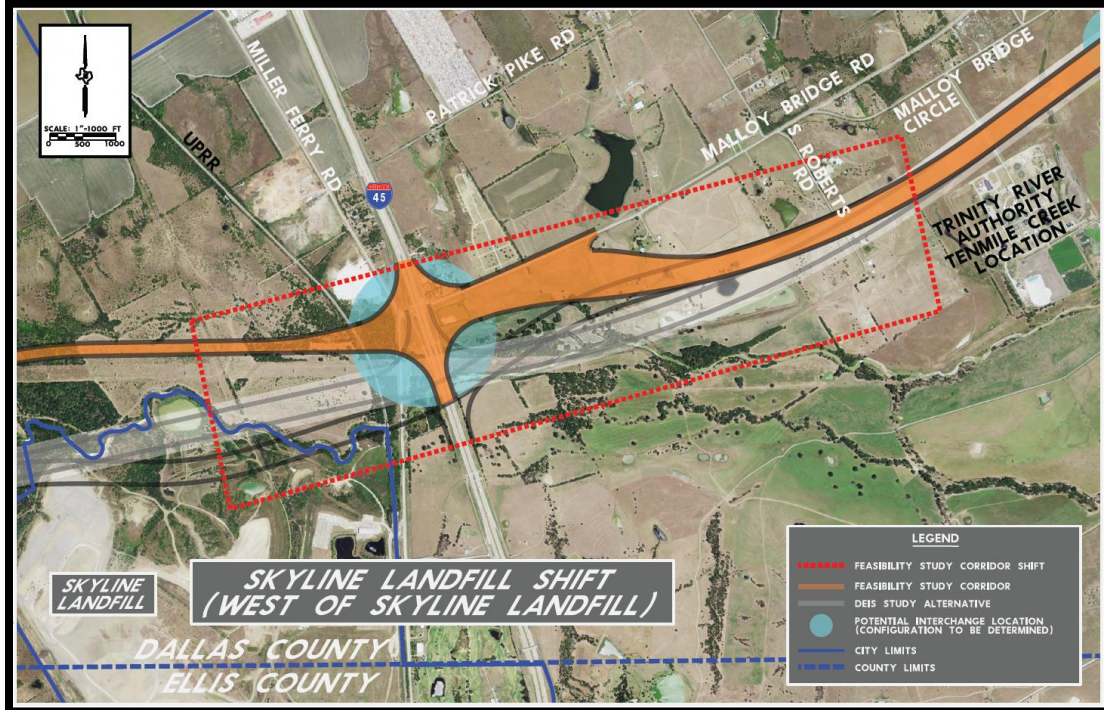 SCALE: 1"-1000 FT
0 500 1000
UPRR
MILLER FERRY RD
INTERSTATE
45
PATRICK PIKE RD
MALLOY BRIDGE RD
S ROBERTS
RD
MALLOY BRIDGE
CIRCLE
TRINITY RIVER
AUTHORITY
TENMILE CREEK
LOCATION
SKYLINE
LANDFILL
SKYLINE LANDFILL SHIFT
(WEST OF SKYLINE LANDFILL)
DALLAS COUNTY
ELLIS COUNTY
LEGEND
FEASIBILITY STUDY CORRIDOR SHIFT
FEASIBILITY STUDY CORRIDOR
DEIS STUDY ALTERNATIVE
POTENTIAL INTERCHANGE LOCATION
(CONFIGURATION TO BE DETERMINED)
CITY LIMITS
COUNTY LIMITS